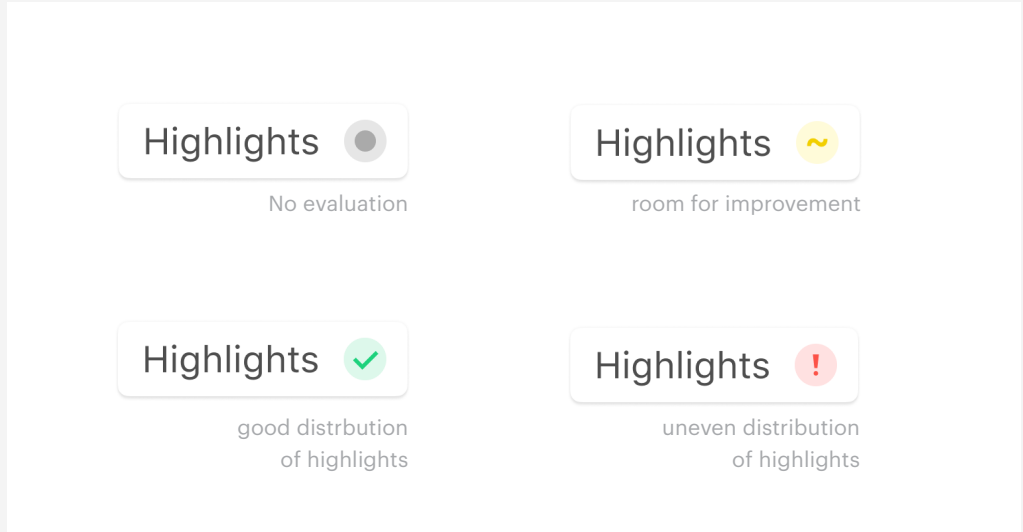 Highlights
No evaluation
Highlights ~
room for improvement
Highlights
good distrbution
of highlights
Highlights !
uneven distribution
of highlights